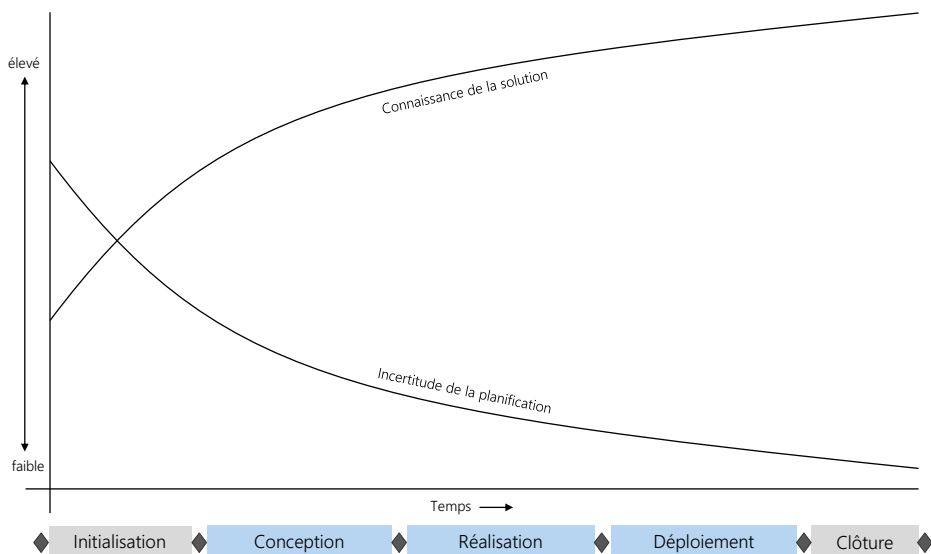 élevé
Connaissance de la solution
Incertitude de la planification
faible
Temps
Initialisation
Conception
Réalisation
Déploiement
Clôture